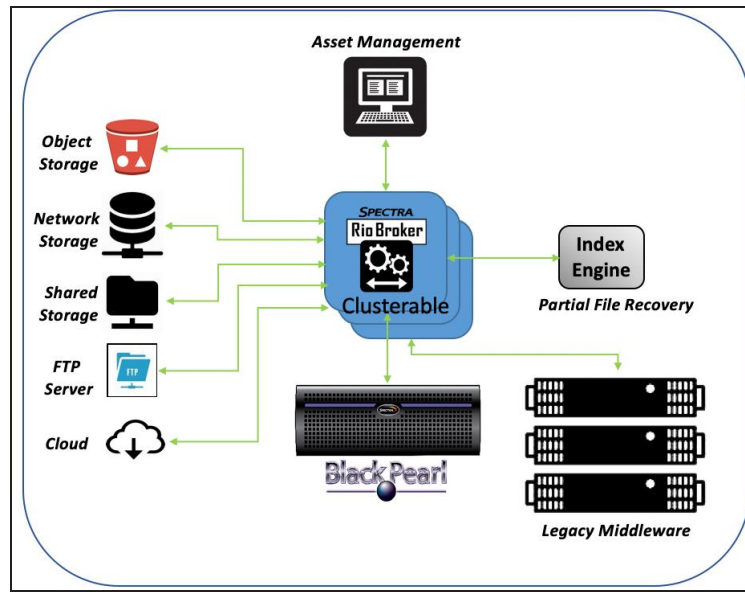 Asset Management
Object
Storage
Network
Storage
Shared
Storage
FTP
Server
FTP
Cloud
SPECTRA
Rio Broker
Clusterable
Index
Engine
Partial File Recovery
SPECTRA
BlackPearl
Legacy Middleware